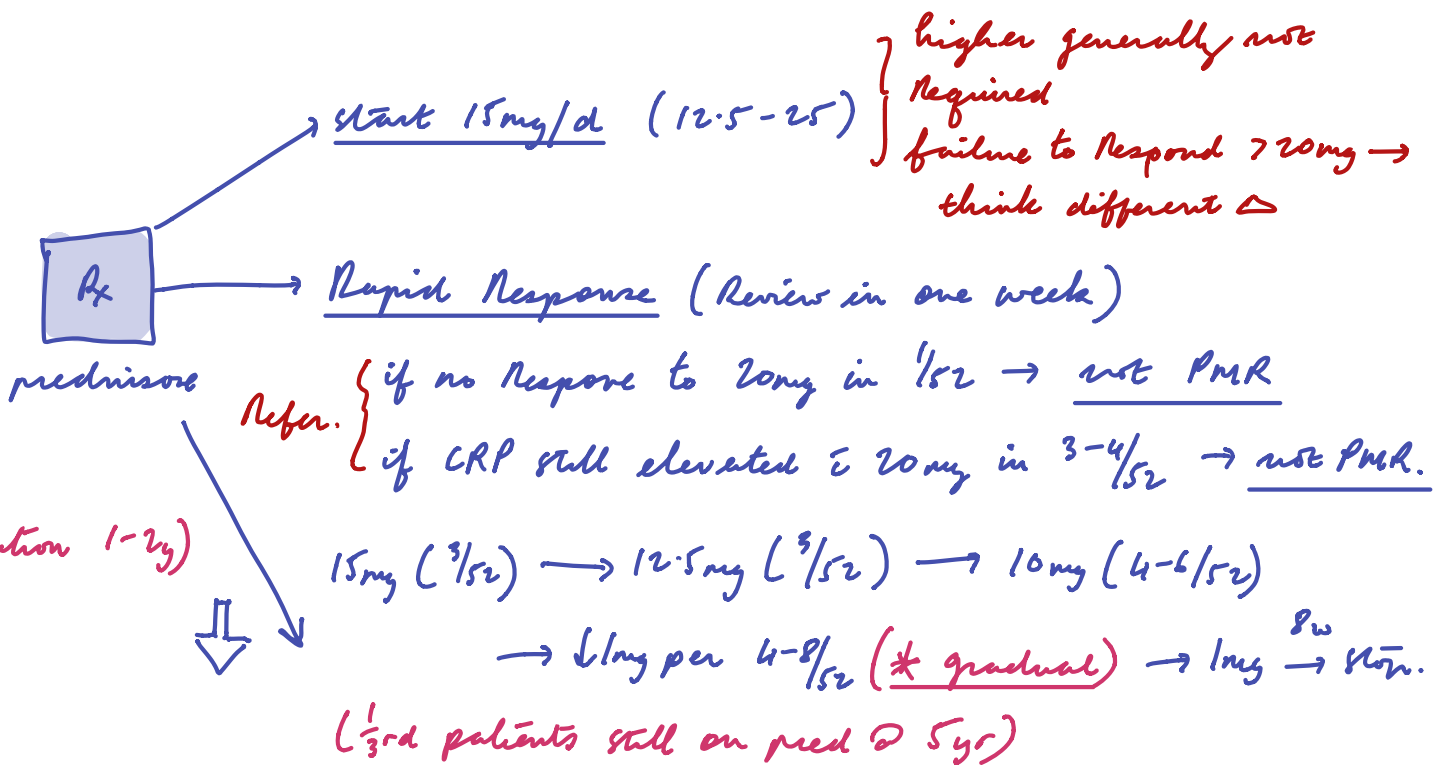 higher generally not
Required
start 15mg/d (12.5-25)
failure to Respond >20mg →
think different △
Rx
prednisone
Rapid Response (Review in one week)
Refer.
if no Respone to 20mg in 1/52 → not PMR
if CRP still elevated c̄ 20mg in 3-4/52 → not PMR.
tion 1-2y)
15mg (3/52) → 12.5mg (3/52) → 10mg (4-6/52)
→ ↓1mg per 4-8/52 (* gradual) → 1mg 8w → stop.
(1/3rd patients still on pred @ 5yr)